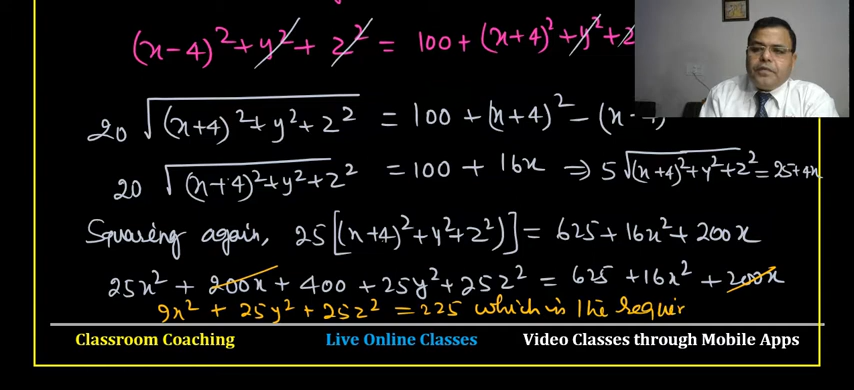 (x-4)²+y²+z² = 100+(x+4)²+y²+z
20 √(x+4)²+y²+z² = 100+(x+4)²-(x-4)
20 √(x+4)²+y²+z² = 100+16x ⇒ 5√(x+4)²+y²+z² = 25+4x
Squaring again, 25[(x+4)²+y²+z²)] = 625+16x²+200x
25x² + 200x + 400 + 25y²+25z² = 625 +16x² +200x
9x² + 25y² + 25z² = 225 which is the requir
Classroom Coaching Live Online Classes Video Classes through Mobile Apps